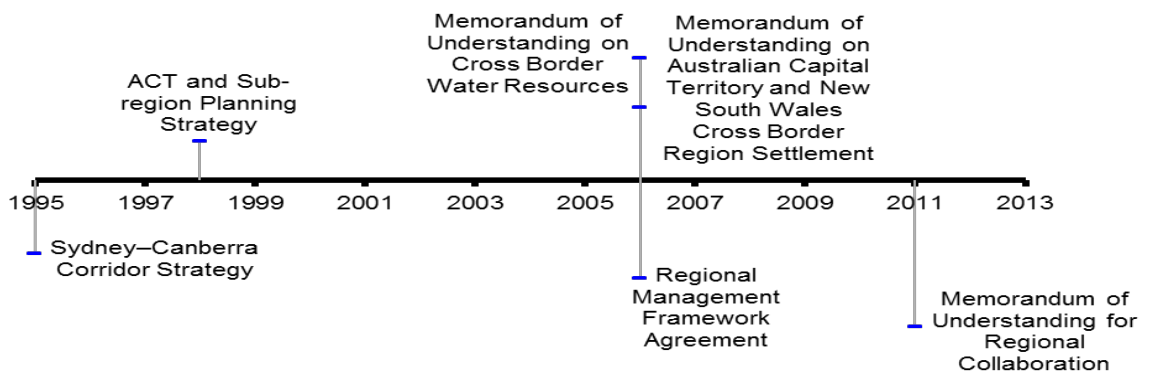 Memorandum of
Understanding on
Cross Border
Water Resources
Memorandum of
Understanding on
Australian Capital
Territory and New
South Wales
Cross Border
Region Settlement
ACT and Sub-
region Planning
Strategy
1995 1997 1999 2001 2003 2005 2007 2009 2011 2013
Sydney–Canberra
Corridor Strategy
Regional
Management
Framework
Agreement
Memorandum of
Understanding for
Regional
Collaboration